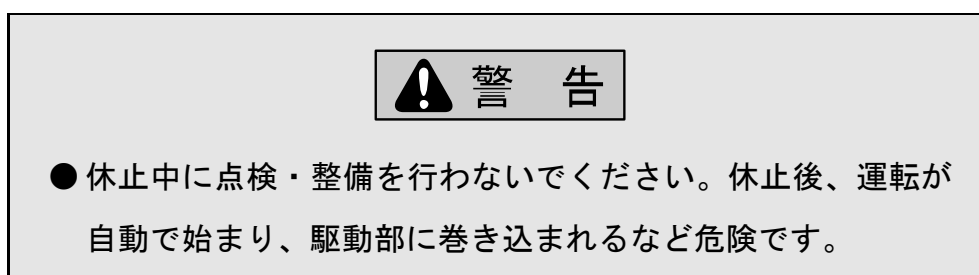 警 告
● 休止中に点検・整備を行わないでください。休止後、運転が
自動で始まり、駆動部に巻き込まれるなど危険です。